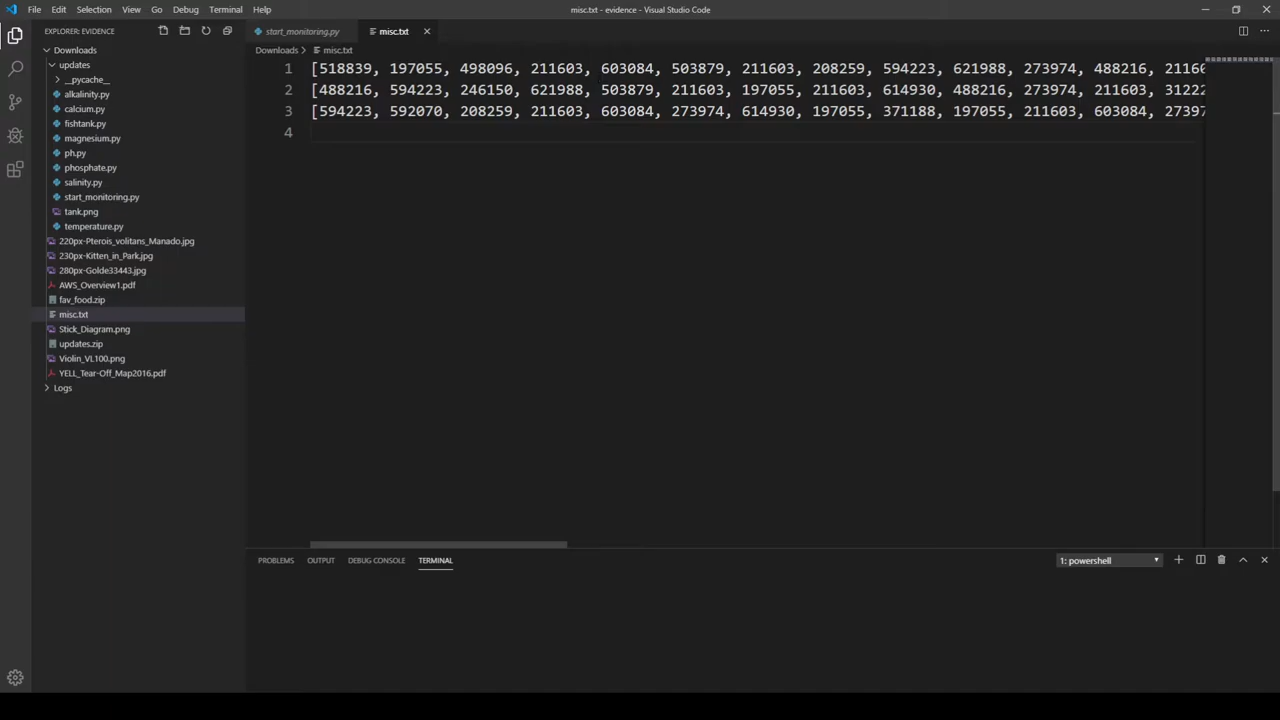 File Edit Selection View Go Debug Terminal Help
misc.txt - evidence - Visual Studio Code
EXPLORER: EVIDENCE
Downloads
updates
__pycache__
alkalinity.py
calcium.py
fishtank.py
magnesium.py
ph.py
phosphate.py
salinity.py
start_monitoring.py
tank.png
temperature.py
220px-Pterois_volitans_Manado.jpg
230px-Kitten_in_Park.jpg
280px-Golde33443.jpg
AWS_Overview1.pdf
fav_food.zip
misc.txt
Stick_Diagram.png
updates.zip
Violin_VL100.png
YELL_Tear-Off_Map2016.pdf
Logs
start_monitoring.py misc.txt
Downloads misc.txt
1 [518839, 197055, 498096, 211603, 603084, 503879, 211603, 208259, 594223, 621988, 273974, 488216, 2116
2 [488216, 594223, 246150, 621988, 503879, 211603, 197055, 211603, 614930, 488216, 273974, 211603, 31222
3 [594223, 592070, 208259, 211603, 603084, 273974, 614930, 197055, 371188, 197055, 211603, 603084, 27397
4
PROBLEMS OUTPUT DEBUG CONSOLE TERMINAL
1: powershell